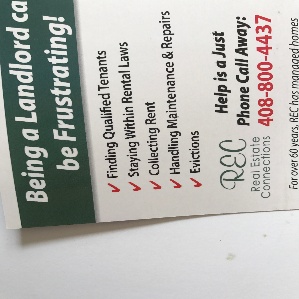 Being a Landlord ca
be Frustrating!
Finding Qualified Tenants
Staying Within Rental Laws
Collecting Rent
Handling Maintenance & Repairs
Evictions
Help is a Just
Phone Call Away:
408-800-4437
REC
Real Estate
Connections
For over 60 years, REC has managed homes